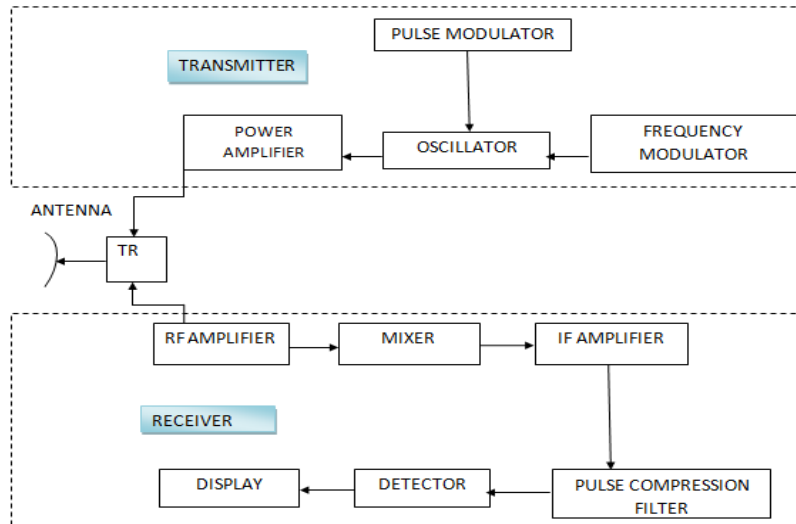 PULSE MODULATOR
TRANSMITTER
POWER
AMPLIFIER
OSCILLATOR
FREQUENCY
MODULATOR
ANTENNA
TR
RF AMPLIFIER
MIXER
IF AMPLIFIER
RECEIVER
DISPLAY
DETECTOR
PULSE COMPRESSION
FILTER